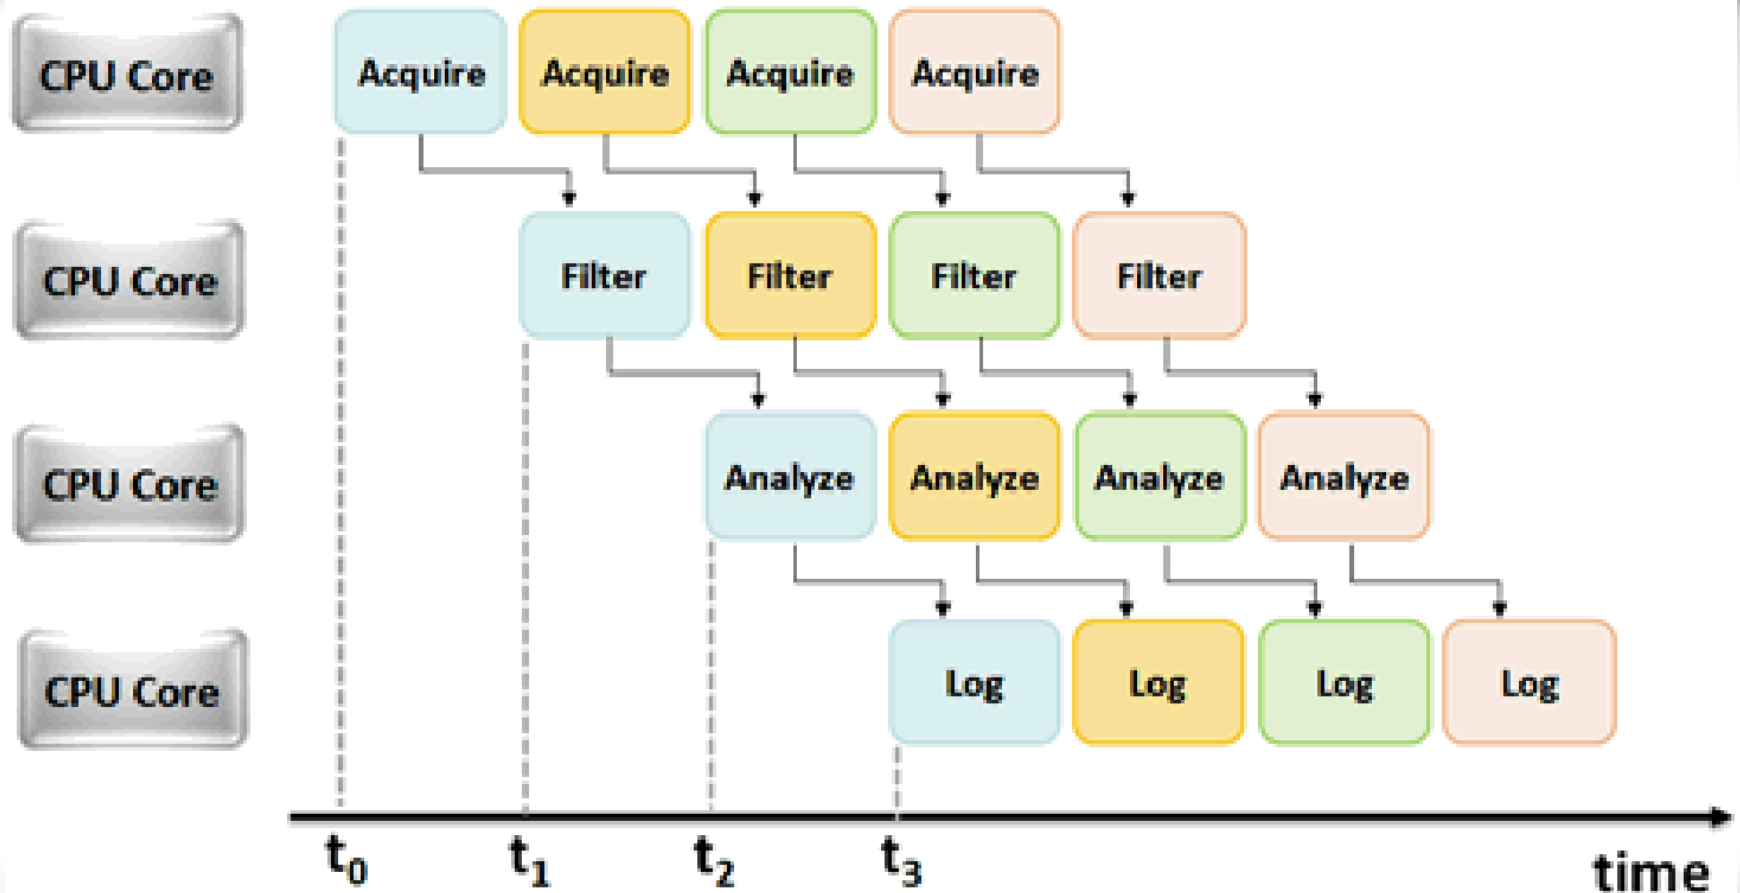 CPU Core Acquire Acquire Acquire Acquire
CPU Core Filter Filter Filter Filter
CPU Core Analyze Analyze Analyze Analyze
CPU Core Log Log Log Log
t0 t1 t2 t3
time